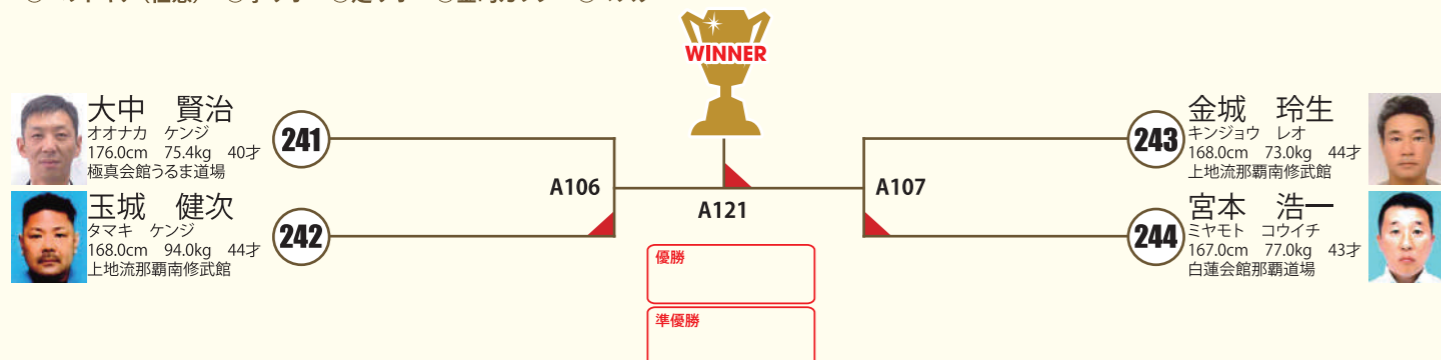 WINNER
大中 賢治
オオナカ ケンジ
176.0cm 75.4kg 40才
極真会館うるま道場
241
玉城 健次
タマキ ケンジ
168.0cm 94.0kg 44才
上地流那覇南修武館
242
A106
A121
A107
243
金城 玲生
キンジョウ レオ
168.0cm 73.0kg 44才
上地流那覇南修武館
244
宮本 浩一
ミヤモト コウイチ
167.0cm 77.0kg 43才
白蓮会館那覇道場
優勝
準優勝